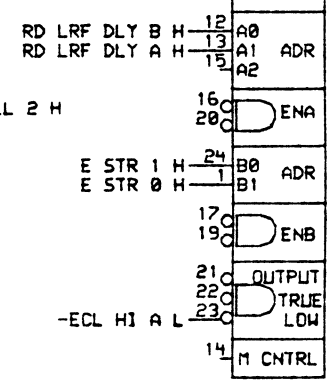 RD LRF DLY B H 12 A0
RD LRF DLY A H 13 A1 ADR
15 A2
LL 2 H
16 ENA
20
E STR 1 H 24 B0 ADR
E STR 0 H 1 B1
17 ENB
19
21 OUTPUT
22 TRUE
-ECL HI A L 23 LOW
14 M CNTRL